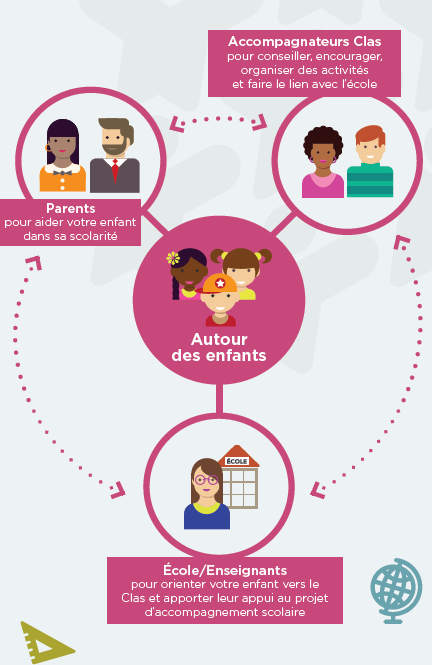 Accompagnateurs Clas
pour conseiller, encourager,
organiser des activités
et faire le lien avec l'école
Parents
pour aider votre enfant
dans sa scolarité
Autour
des enfants
ÉCOLE
École/Enseignants
pour orienter votre enfant vers le
Clas et apporter leur appui au projet
d'accompagnement scolaire